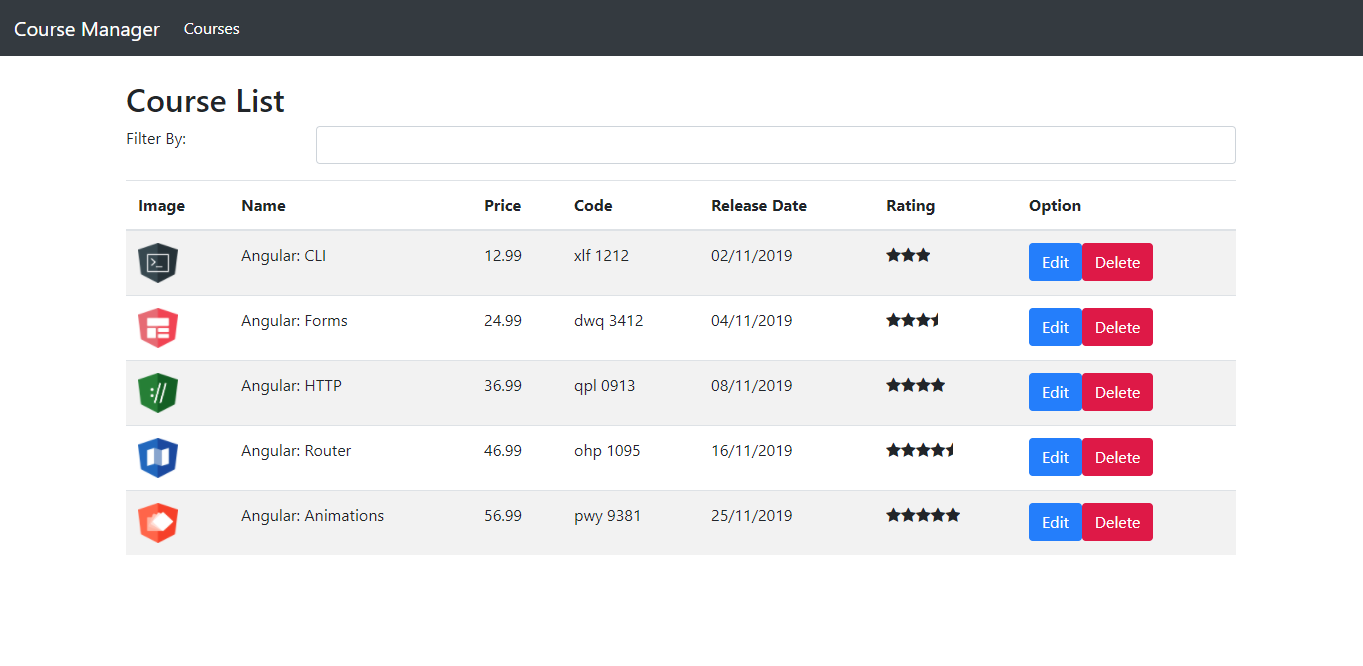 Course Manager Courses
Course List
Filter By:
Image Name Price Code Release Date Rating Option
Angular: CLI 12.99 xlf 1212 02/11/2019 Edit Delete
Angular: Forms 24.99 dwq 3412 04/11/2019 Edit Delete
:// Angular: HTTP 36.99 qpl 0913 08/11/2019 Edit Delete
Angular: Router 46.99 ohp 1095 16/11/2019 Edit Delete
Angular: Animations 56.99 pwy 9381 25/11/2019 Edit Delete